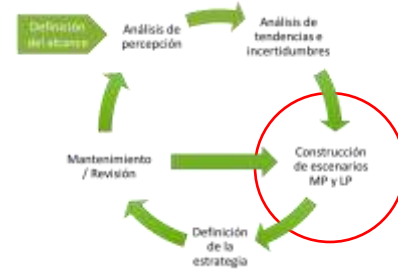 Definición
del alcance
Análisis de
percepción
Análisis de
tendencias e
incertidumbres
Construcción
de escenarios
MP y LP
Definición
de la
estrategia
Mantenimiento
/ Revisión